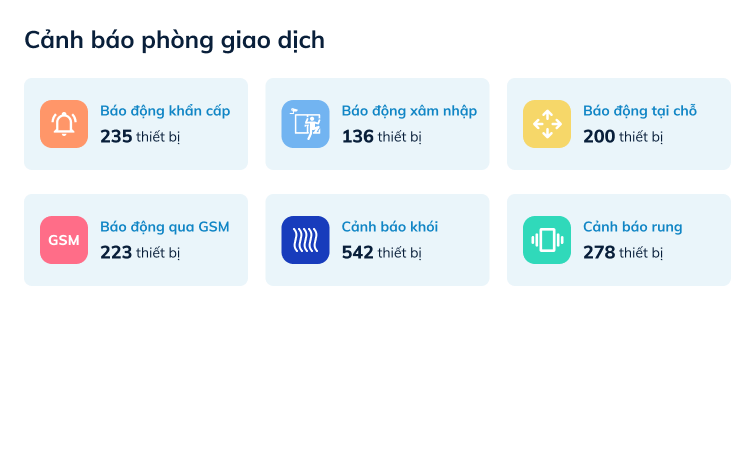 Cảnh báo phòng giao dịch
Báo động khẩn cấp
235 thiết bị
Báo động xâm nhập
136 thiết bị
Báo động tại chỗ
200 thiết bị
GSM
Báo động qua GSM
223 thiết bị
Cảnh báo khói
542 thiết bị
Cảnh báo rung
278 thiết bị